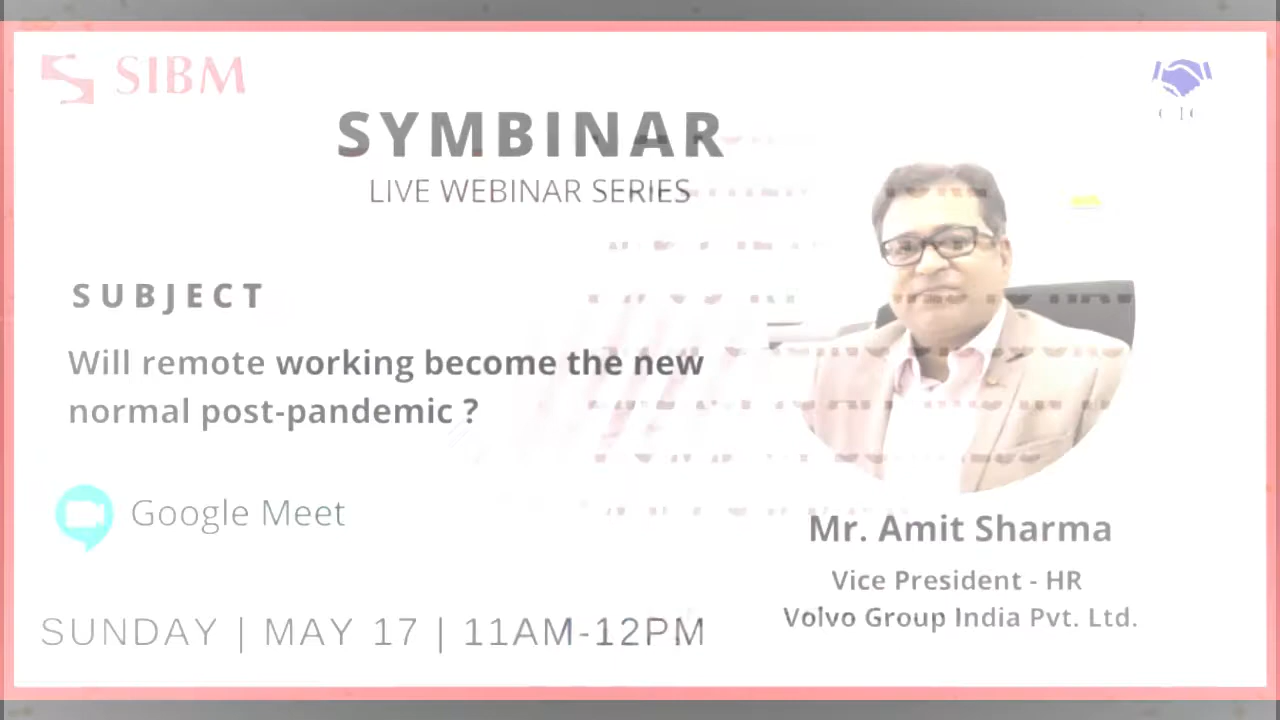 SIBM
SYMBINAR
LIVE WEBINAR SERIES
SUBJECT
Will remote working become the new
normal post-pandemic ?
Google Meet
SUNDAY | MAY 17 | 11AM-12PM
Mr. Amit Sharma
Vice President - HR
Volvo Group India Pvt. Ltd.